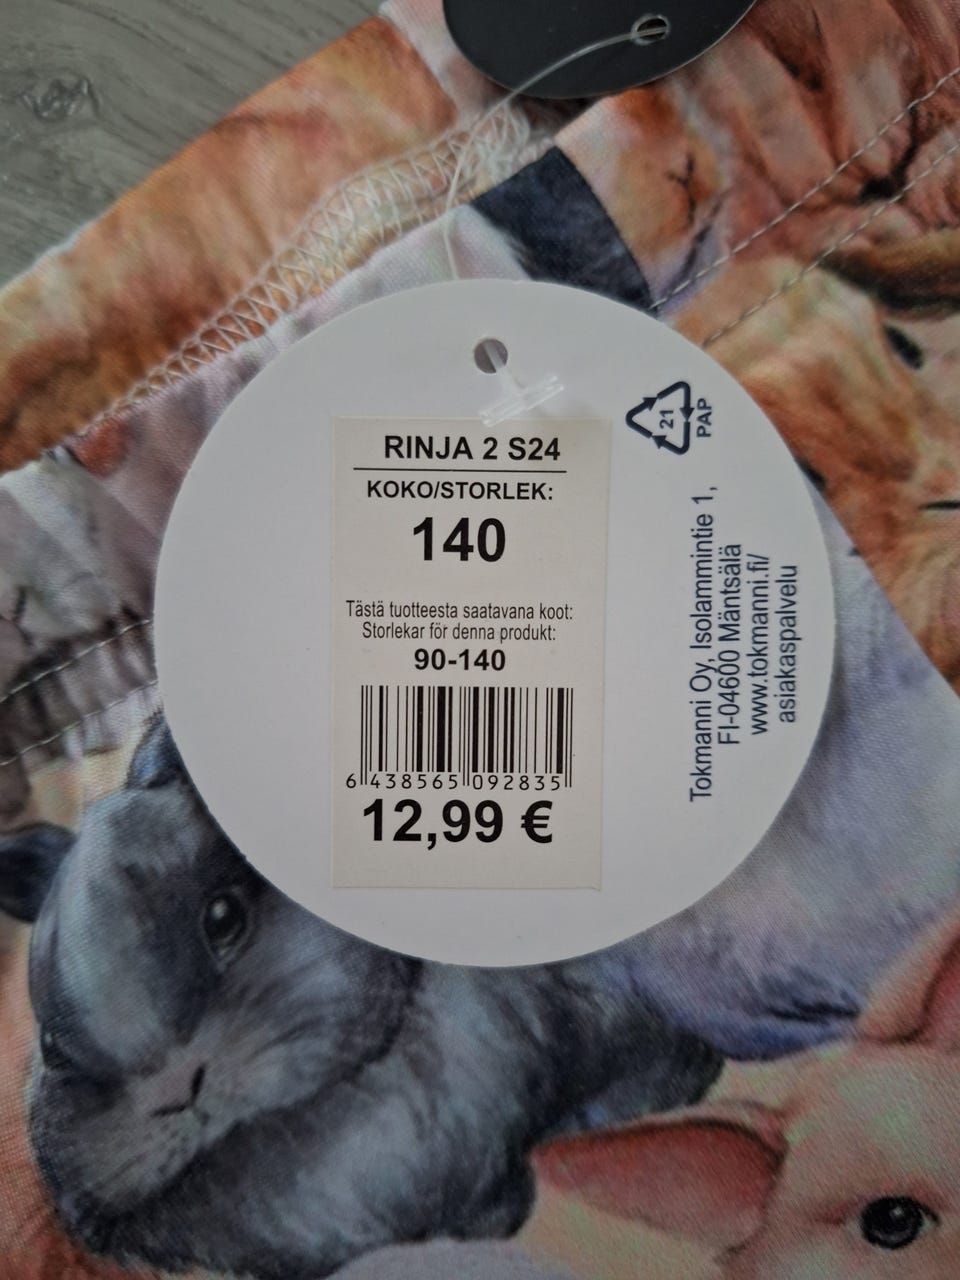 RINJA 2 S24
KOKO/STORLEK:
140
Tästä tuotteesta saatavana koot:
Storlekar för denna produkt:
90-140
6 438565 092835
12,99 €
21
PAP
Tokmanni Oy, Isolammintie 1,
FI-04600 Mäntsälä
www.tokmanni.fi/
asiakaspalvelu